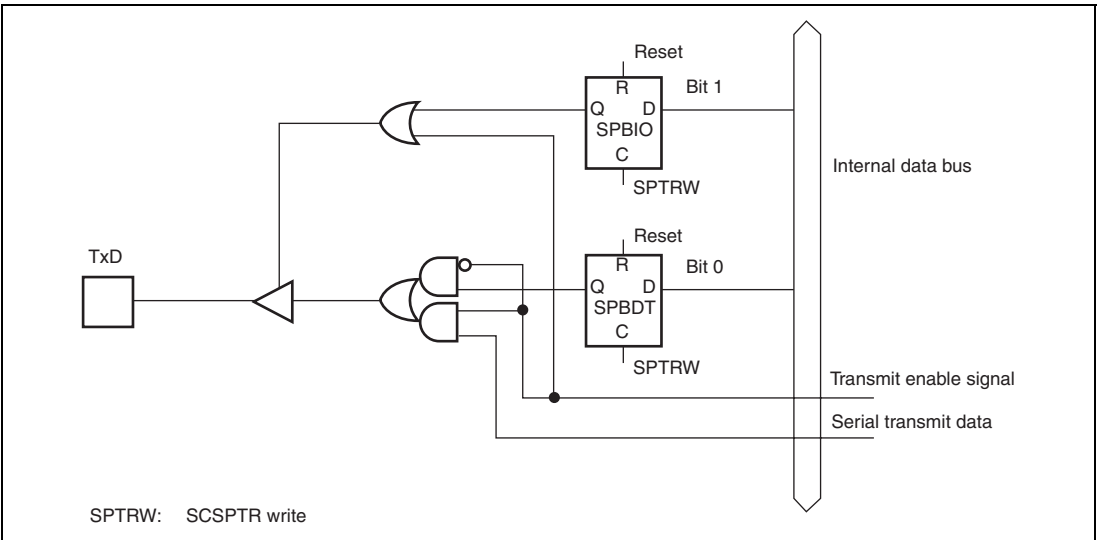 Reset
R
Bit 1
Q D
SPBIO
C
SPTRW
Internal data bus
Reset
TxD
R
Bit 0
Q D
SPBDT
C
SPTRW
Transmit enable signal
Serial transmit data
SPTRW: SCSPTR write